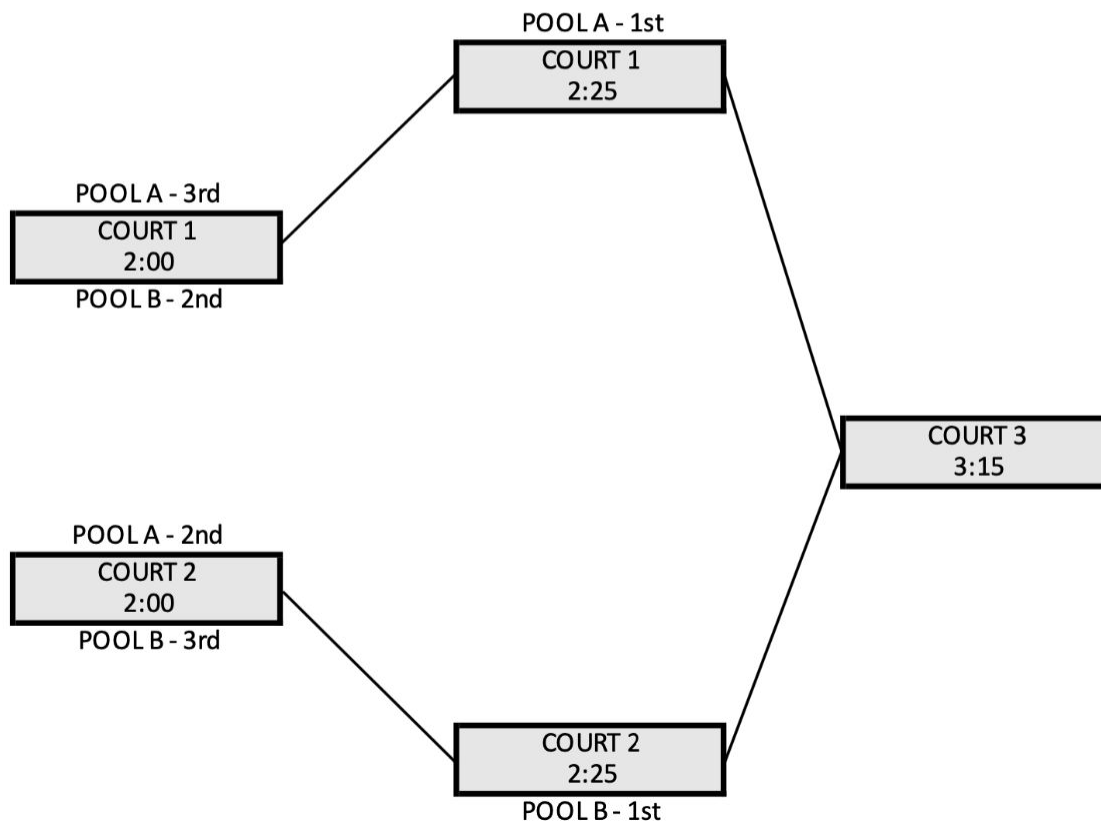 POOL A - 1st
COURT 1
2:25
POOL A - 3rd
COURT 1
2:00
POOL B - 2nd
COURT 3
3:15
POOL A - 2nd
COURT 2
2:00
POOL B - 3rd
COURT 2
2:25
POOL B - 1st